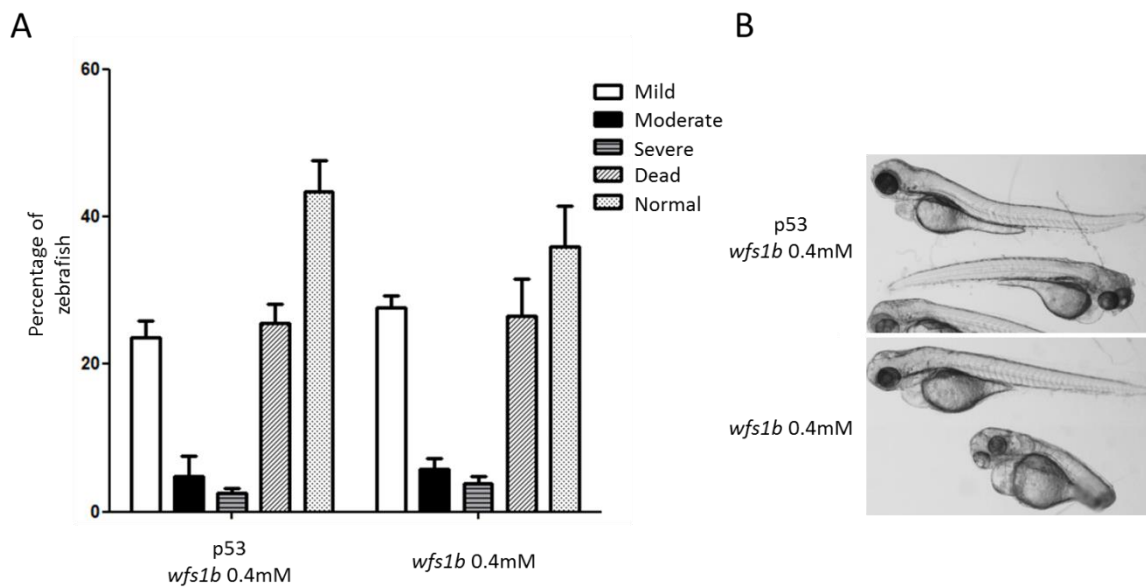 A
B
60
40
20
0
Percentage of
zebrafish
Mild
Moderate
Severe
Dead
Normal
p53
wfs1b 0.4mM
wfs1b 0.4mM
p53
wfs1b 0.4mM
wfs1b 0.4mM